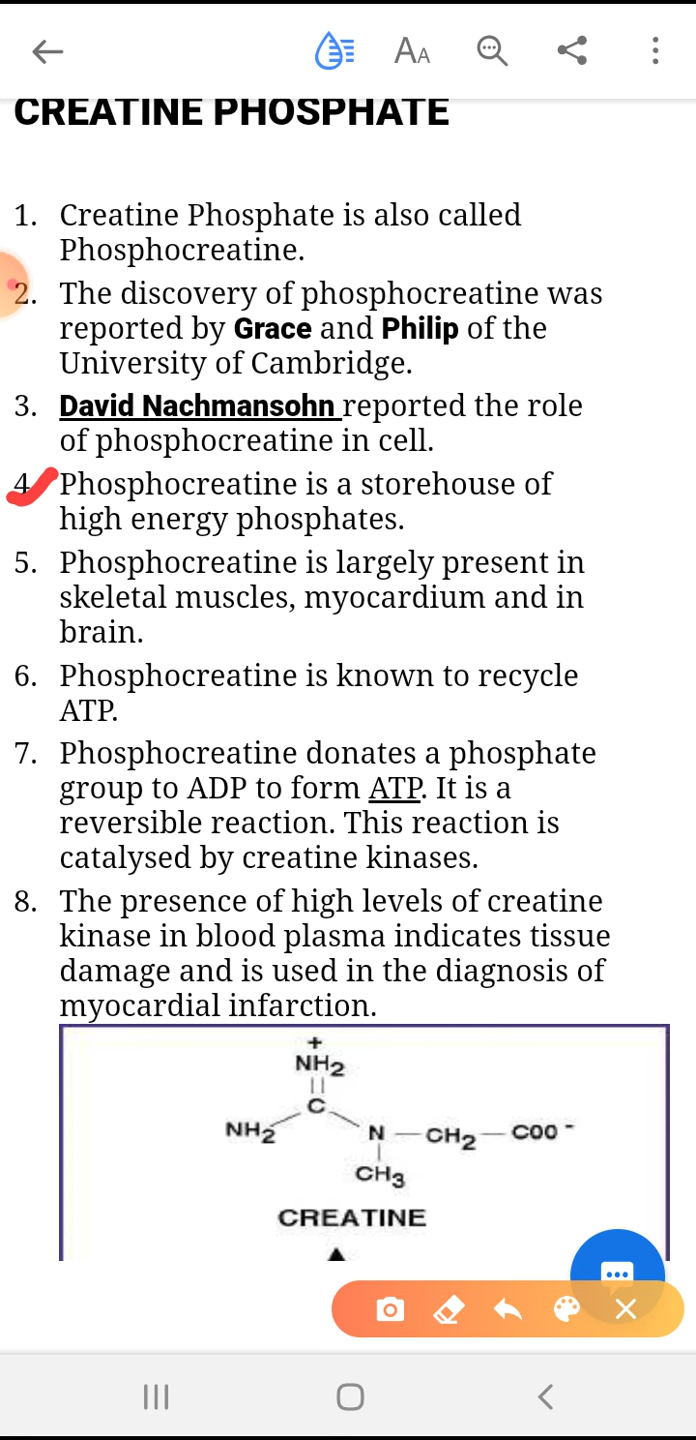 AA
CREATINE PHOSPHATE
1. Creatine Phosphate is also called
Phosphocreatine.
2. The discovery of phosphocreatine was
reported by Grace and Philip of the
University of Cambridge.
3. David Nachmansohn reported the role
of phosphocreatine in cell.
4. Phosphocreatine is a storehouse of
high energy phosphates.
5. Phosphocreatine is largely present in
skeletal muscles, myocardium and in
brain.
6. Phosphocreatine is known to recycle
ATP.
7. Phosphocreatine donates a phosphate
group to ADP to form ATP. It is a
reversible reaction. This reaction is
catalysed by creatine kinases.
8. The presence of high levels of creatine
kinase in blood plasma indicates tissue
damage and is used in the diagnosis of
myocardial infarction.
+
NH2
||
C
NH2
N — CH2 — COO -
|
CH3
CREATINE